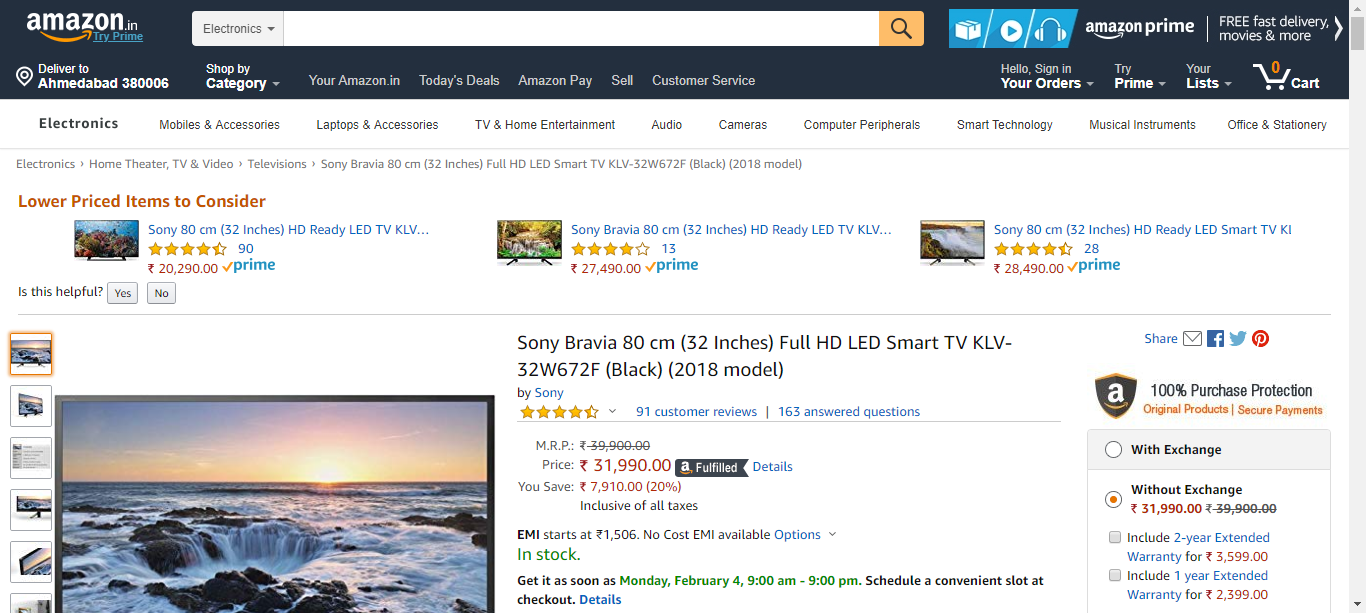 amazon.in
Try Prime
Electronics
amazon prime
FREE fast delivery, movies & more
Deliver to
Ahmedabad 380006
Shop by
Category
Your Amazon.in
Today's Deals
Amazon Pay
Sell
Customer Service
Hello, Sign in
Your Orders
Try
Prime
Your
Lists
0
Cart
Electronics
Mobiles & Accessories
Laptops & Accessories
TV & Home Entertainment
Audio
Cameras
Computer Peripherals
Smart Technology
Musical Instruments
Office & Stationery
Electronics › Home Theater, TV & Video › Televisions › Sony Bravia 80 cm (32 Inches) Full HD LED Smart TV KLV-32W672F (Black) (2018 model)
Lower Priced Items to Consider
Sony 80 cm (32 Inches) HD Ready LED TV KLV…
90
₹ 20,290.00 prime
Sony Bravia 80 cm (32 Inches) HD Ready LED TV KLV…
13
₹ 27,490.00 prime
Sony 80 cm (32 Inches) HD Ready LED Smart TV Kl
28
₹ 28,490.00 prime
Is this helpful? Yes No
Sony Bravia 80 cm (32 Inches) Full HD LED Smart TV KLV-
32W672F (Black) (2018 model)
by Sony
91 customer reviews | 163 answered questions
M.R.P.: ₹ 39,900.00
Price: ₹ 31,990.00 a Fulfilled Details
You Save: ₹ 7,910.00 (20%)
Inclusive of all taxes
EMI starts at ₹1,506. No Cost EMI available Options
In stock.
Get it as soon as Monday, February 4, 9:00 am - 9:00 pm. Schedule a convenient slot at
checkout. Details
Share
a 100% Purchase Protection
Original Products | Secure Payments
With Exchange
Without Exchange
₹ 31,990.00 ₹ 39,900.00
Include 2-year Extended
Warranty for ₹ 3,599.00
Include 1 year Extended
Warranty for ₹ 2,399.00